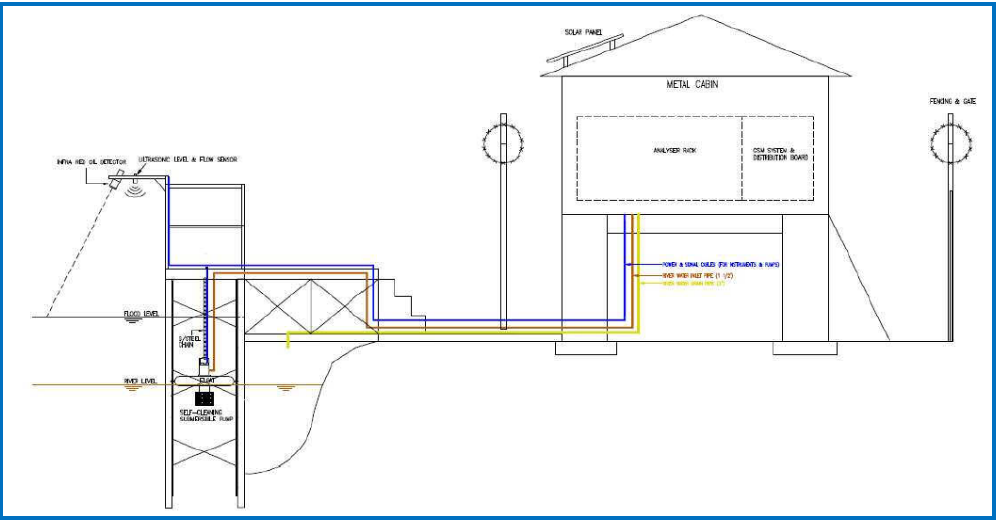 SOLAR PANEL
METAL CABIN
FENCING & GATE
ANALYSER RACK
GSM SYSTEM &
DISTRIBUTION BOARD
INFRA RED OIL DETECTOR
ULTRASONIC LEVEL & FLOW SENSOR
POWER & SIGNAL CABLES (FOR INSTRUMENTS & PUMPS)
RIVER WATER INLET PIPE (1 1/2")
RIVER WATER DRAIN PIPE (3")
FLOOD LEVEL
S/STEEL
CHAIN
RIVER LEVEL
FLOAT
SELF-CLEANING
SUBMERSIBLE PUMP